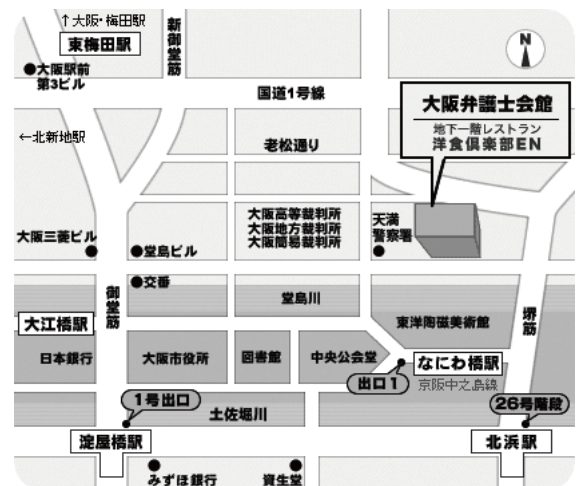 ↑大阪・梅田駅
東梅田駅
新御堂筋
N
大阪駅前
第3ビル
国道1号線
大阪弁護士会館
地下一階レストラン
洋食倶楽部EN
←北新地駅
老松通り
大阪高等裁判所
大阪地方裁判所
大阪簡易裁判所
天満
警察署
大阪三菱ビル
堂島ビル
交番
御堂筋
堂島川
堺筋
大江橋駅
東洋陶磁美術館
日本銀行
大阪市役所
図書館
中央公会堂
なにわ橋駅
出口1
京阪中之島線
1号出口
土佐堀川
26号階段
淀屋橋駅
北浜駅
みずほ銀行
資生堂